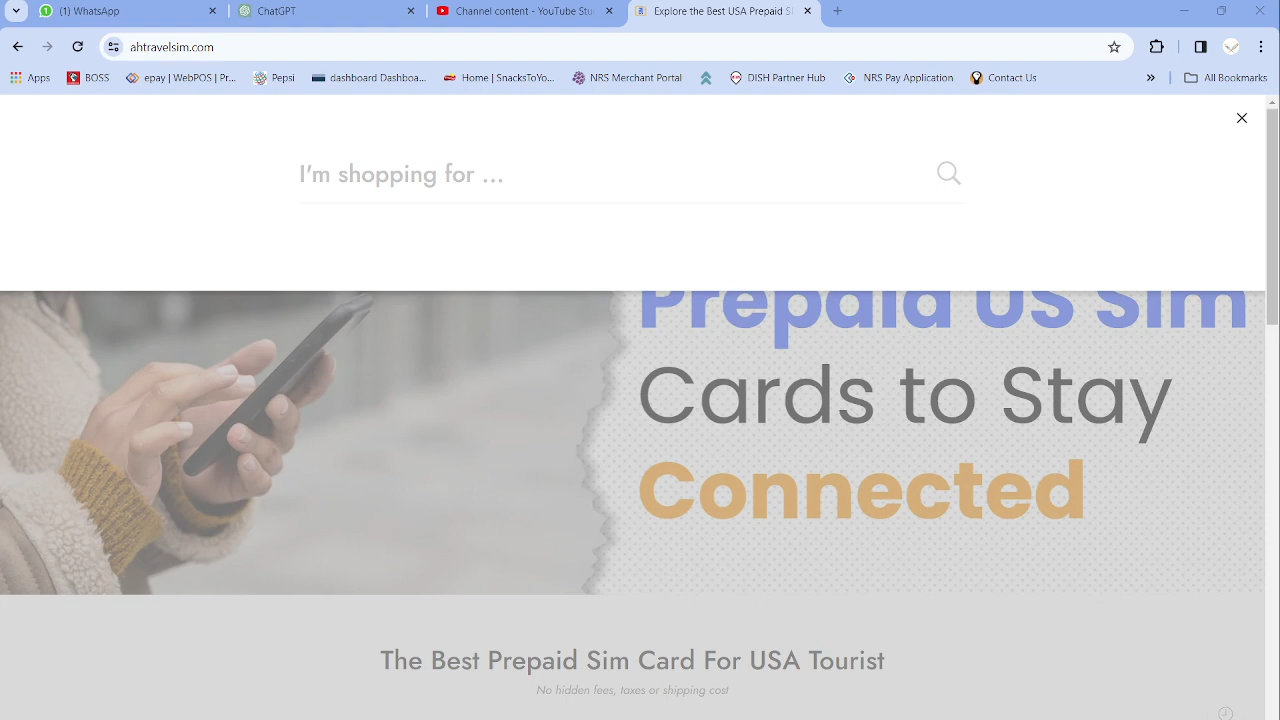 (1) WhatsApp
ChatGPT
Channel content - YouTube Stu
Explore the Best USA Prepaid Si
ahtravelsim.com
Apps
BOSS
epay | WebPOS | Pr...
Pepsi
dashboard Dashboa...
Home | SnacksToYo...
NRS Merchant Portal
DISH Partner Hub
NRS Pay Application
Contact Us
All Bookmarks
I'm shopping for ...
Prepaid US Sim
Cards to Stay
Connected
The Best Prepaid Sim Card For USA Tourist
No hidden fees, taxes or shipping cost